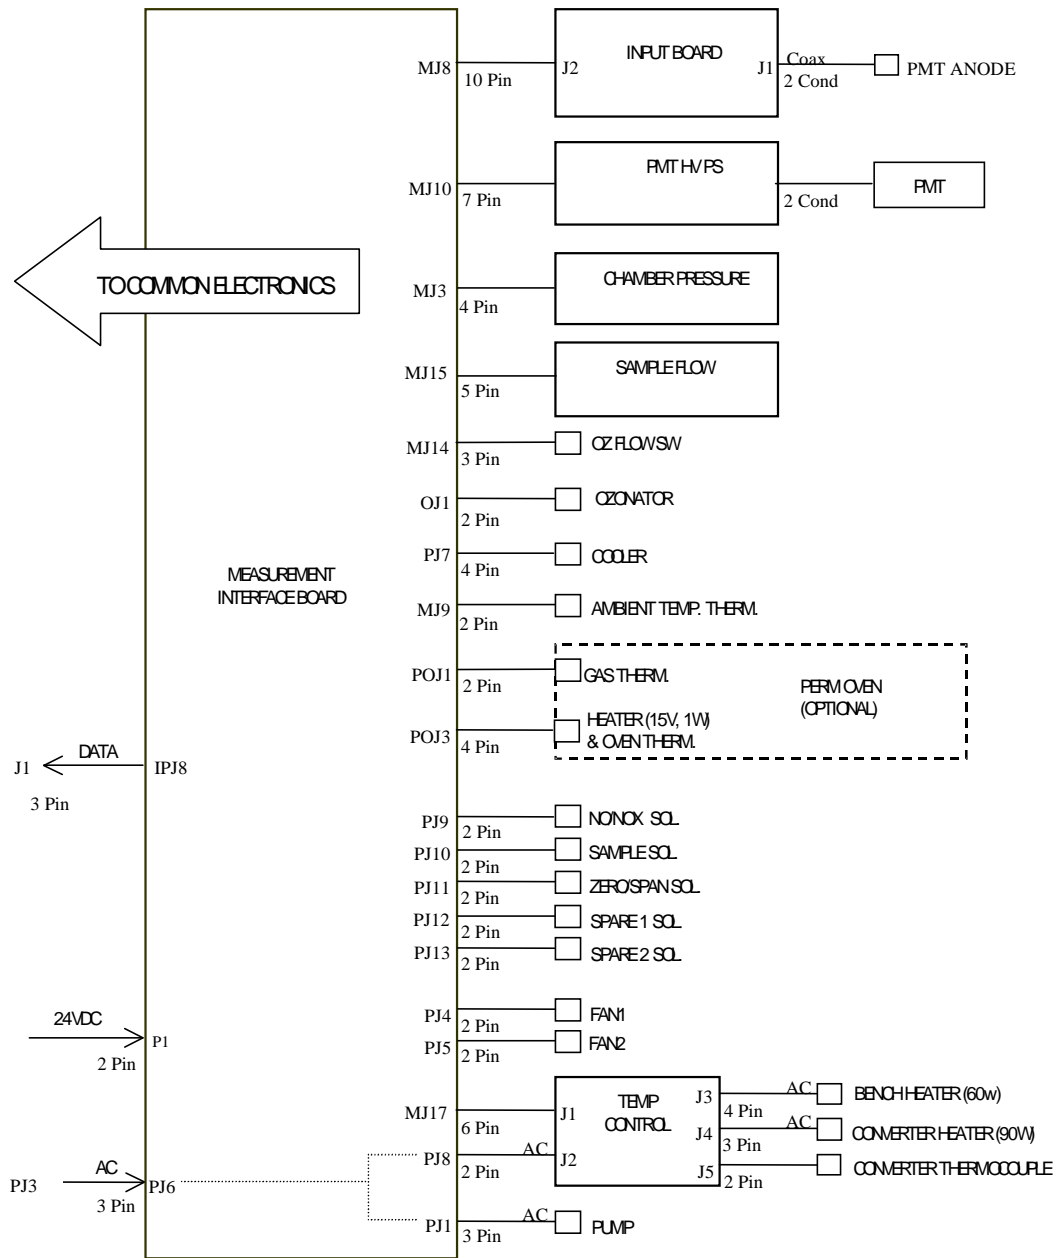 MJ8
10 Pin
J2
INPUT BOARD
J1
Coax
2 Cond
PMT ANODE
MJ10
7 Pin
PMT HV PS
2 Cond
PMT
TO COMMON ELECTRONICS
MJ3
4 Pin
CHAMBER PRESSURE
MJ15
5 Pin
SAMPLE FLOW
MJ14
3 Pin
OZ FLOW SW
OJ1
2 Pin
OZONATOR
PJ7
4 Pin
COOLER
MEASUREMENT
INTERFACE BOARD
MJ9
2 Pin
AMBIENT TEMP. THERM.
POJ1
2 Pin
GAS THERM.
PERM OVEN
(OPTIONAL)
POJ3
4 Pin
HEATER (15V, 1W)
& OVEN THERM.
J1
DATA
3 Pin
IPJ8
PJ9
2 Pin
NO/NOX SOL.
PJ10
2 Pin
SAMPLE SOL.
PJ11
2 Pin
ZERO/SPAN SOL.
PJ12
2 Pin
SPARE 1 SOL.
PJ13
2 Pin
SPARE 2 SOL.
PJ4
2 Pin
FAN1
PJ5
2 Pin
FAN2
24VDC
2 Pin
P1
MJ17
6 Pin
J1
TEMP
CONTROL
J3
AC
4 Pin
BENCH HEATER (60w)
J4
AC
3 Pin
CONVERTER HEATER (90W)
PJ8
AC
2 Pin
J2
J5
2 Pin
CONVERTER THERMOCOUPLE
PJ3
AC
3 Pin
PJ6
PJ1
AC
3 Pin
PUMP